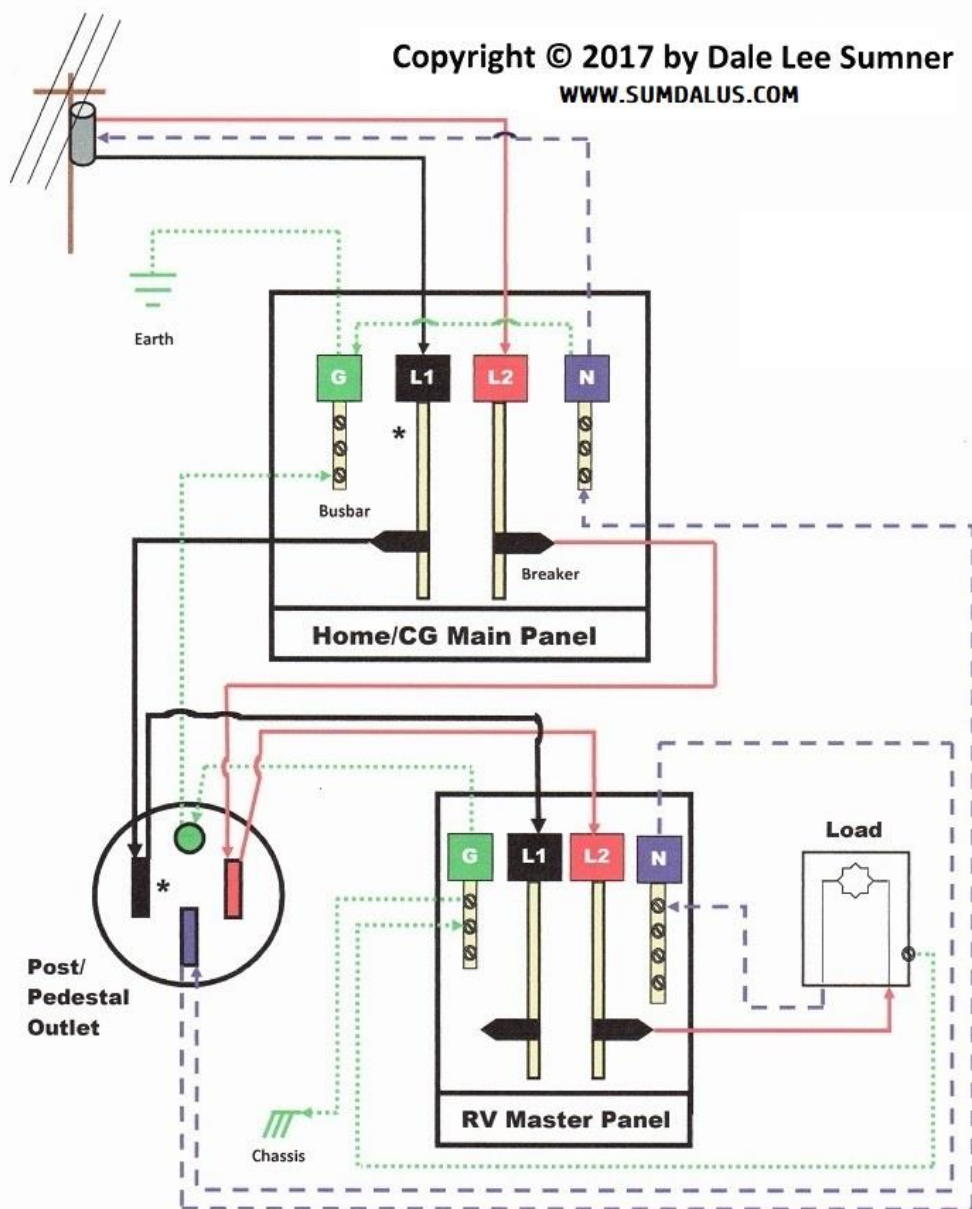 Copyright © 2017 by Dale Lee Sumner
WWW.SUMDALUS.COM
Earth
G
L1
L2
N
*
Busbar
Breaker
Home/CG Main Panel
G
L1
L2
N
Load
*
Post/
Pedestal
Outlet
RV Master Panel
Chassis